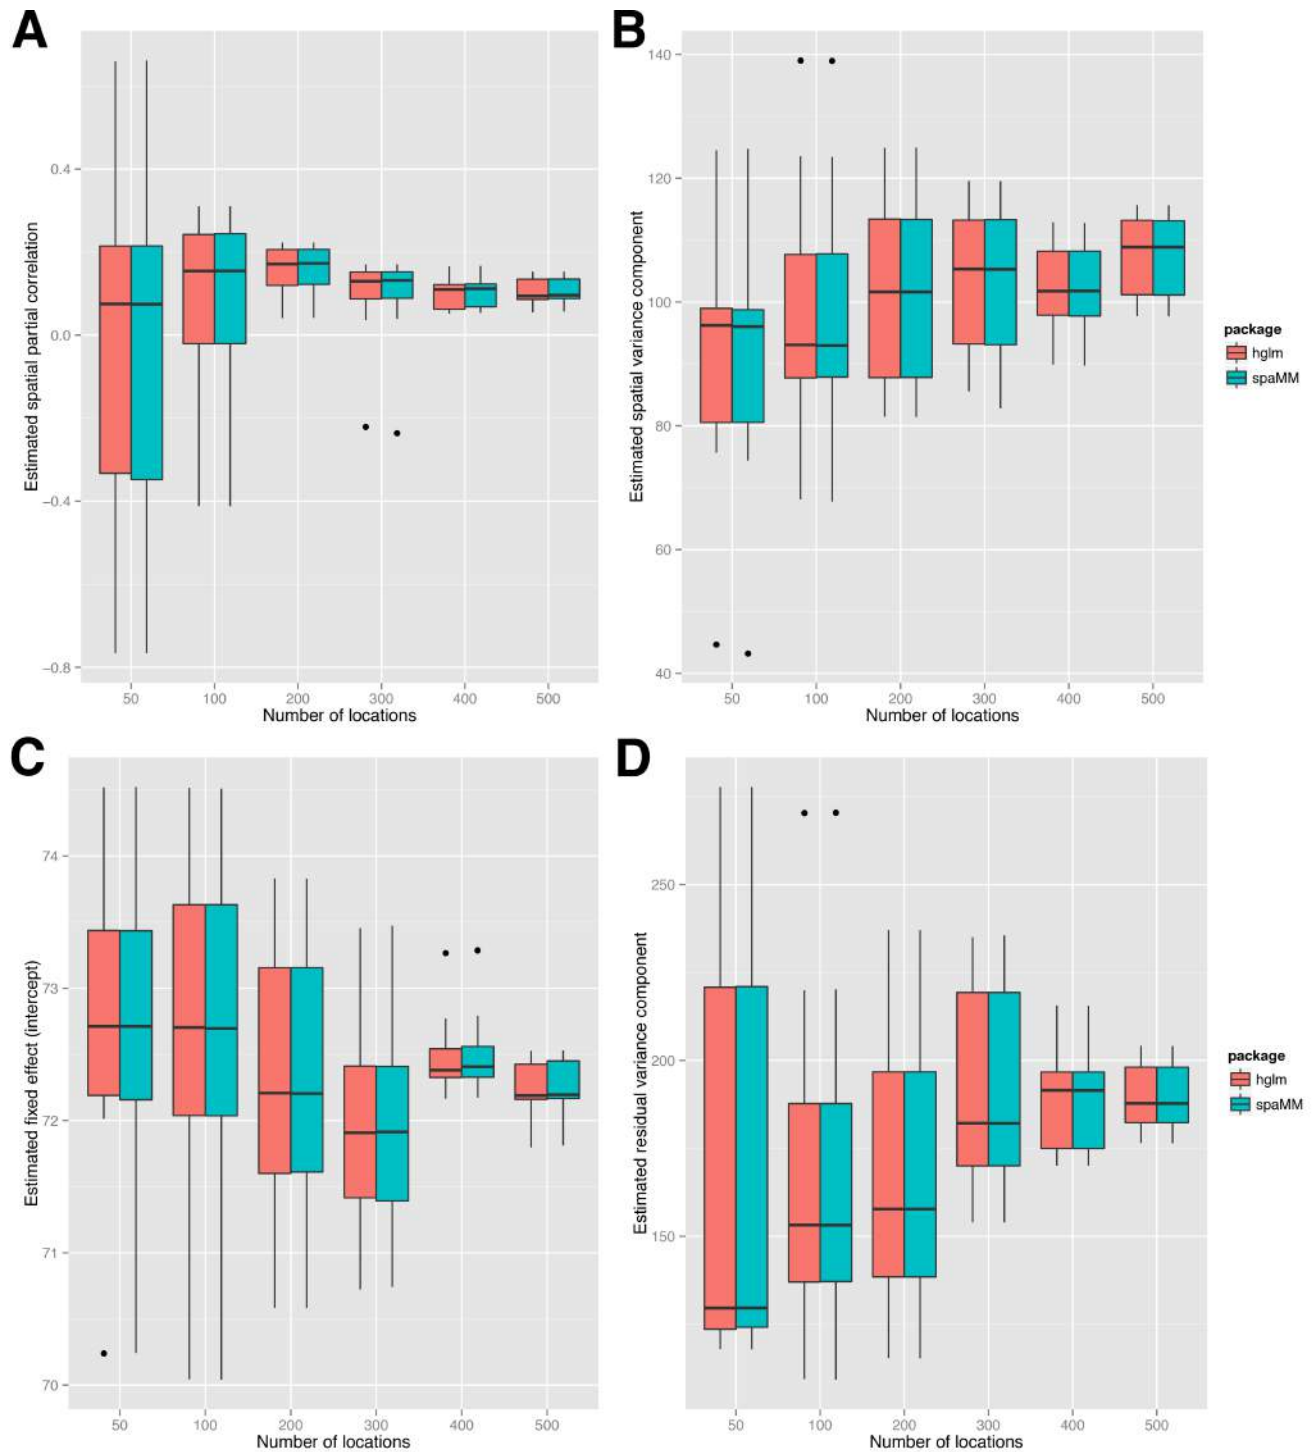 A
Estimated spatial partial correlation
0.4
0.0
−0.4
−0.8
50 100 200 300 400 500
Number of locations
B
Estimated spatial variance component
140
120
100
80
60
40
50 100 200 300 400 500
Number of locations
package
hglm
spaMM
C
Estimated fixed effect (intercept)
74
73
72
71
70
50 100 200 300 400 500
Number of locations
D
Estimated residual variance component
250
200
150
50 100 200 300 400 500
Number of locations
package
hglm
spaMM